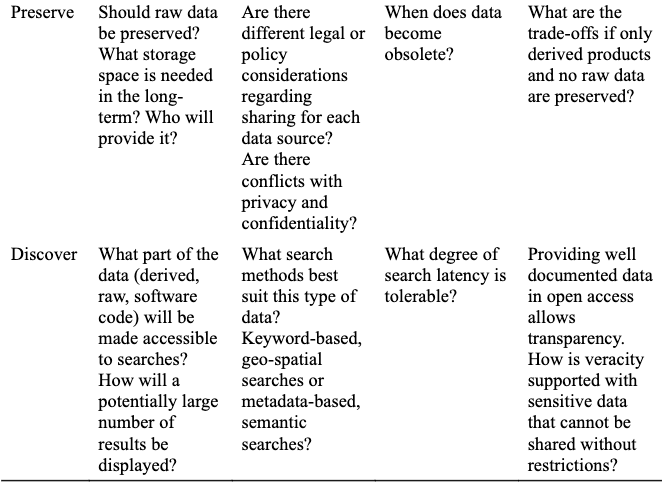 Preserve
Should raw data
be preserved?
What storage
space is needed
in the long-
term? Who will
provide it?
Are there
different legal or
policy
considerations
regarding
sharing for each
data source?
Are there
conflicts with
privacy and
confidentiality?
When does data
become
obsolete?
What are the
trade-offs if only
derived products
and no raw data
are preserved?
Discover
What part of the
data (derived,
raw, software
code) will be
made accessible
to searches?
How will a
potentially large
number of
results be
displayed?
What search
methods best
suit this type of
data?
Keyword-based,
geo-spatial
searches or
metadata-based,
semantic
searches?
What degree of
search latency is
tolerable?
Providing well
documented data
in open access
allows
transparency.
How is veracity
supported with
sensitive data
that cannot be
shared without
restrictions?